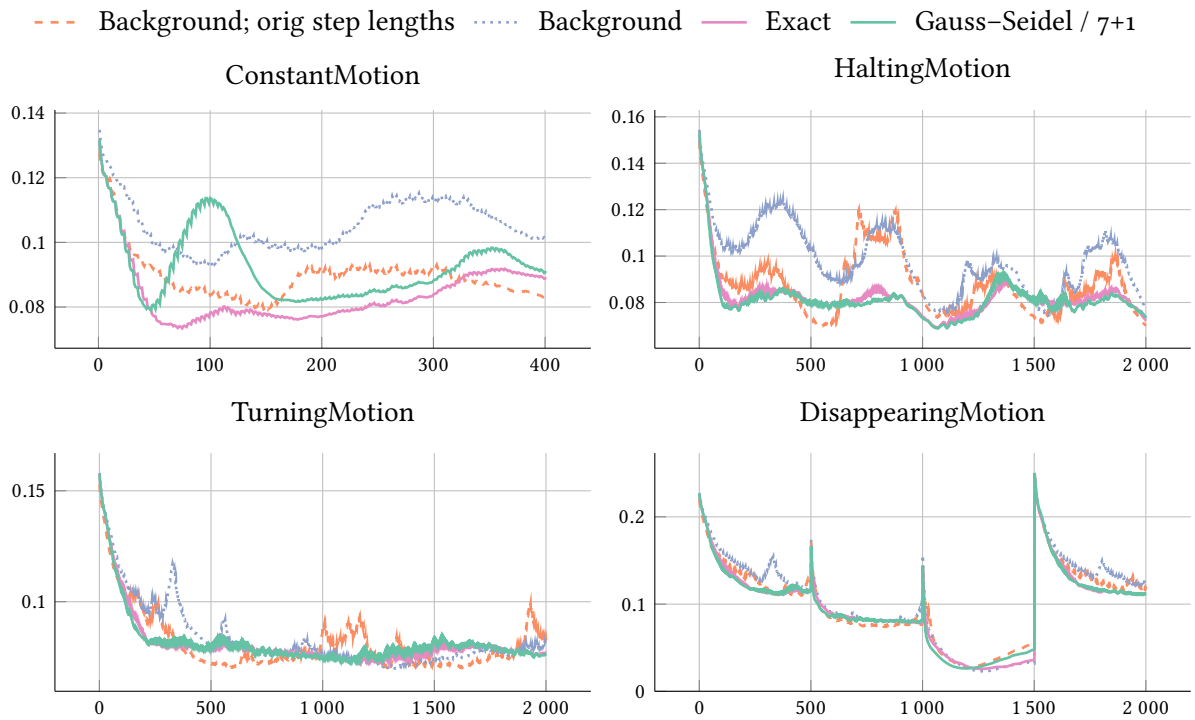 Background; orig step lengths Background Exact Gauss–Seidel / 7+1
ConstantMotion
0.14
0.12
0.1
0.08
0 100 200 300 400
HaltingMotion
0.16
0.14
0.12
0.1
0.08
0 500 1 000 1 500 2 000
TurningMotion
0.15
0.1
0 500 1 000 1 500 2 000
DisappearingMotion
0.2
0.1
0
0 500 1 000 1 500 2 000